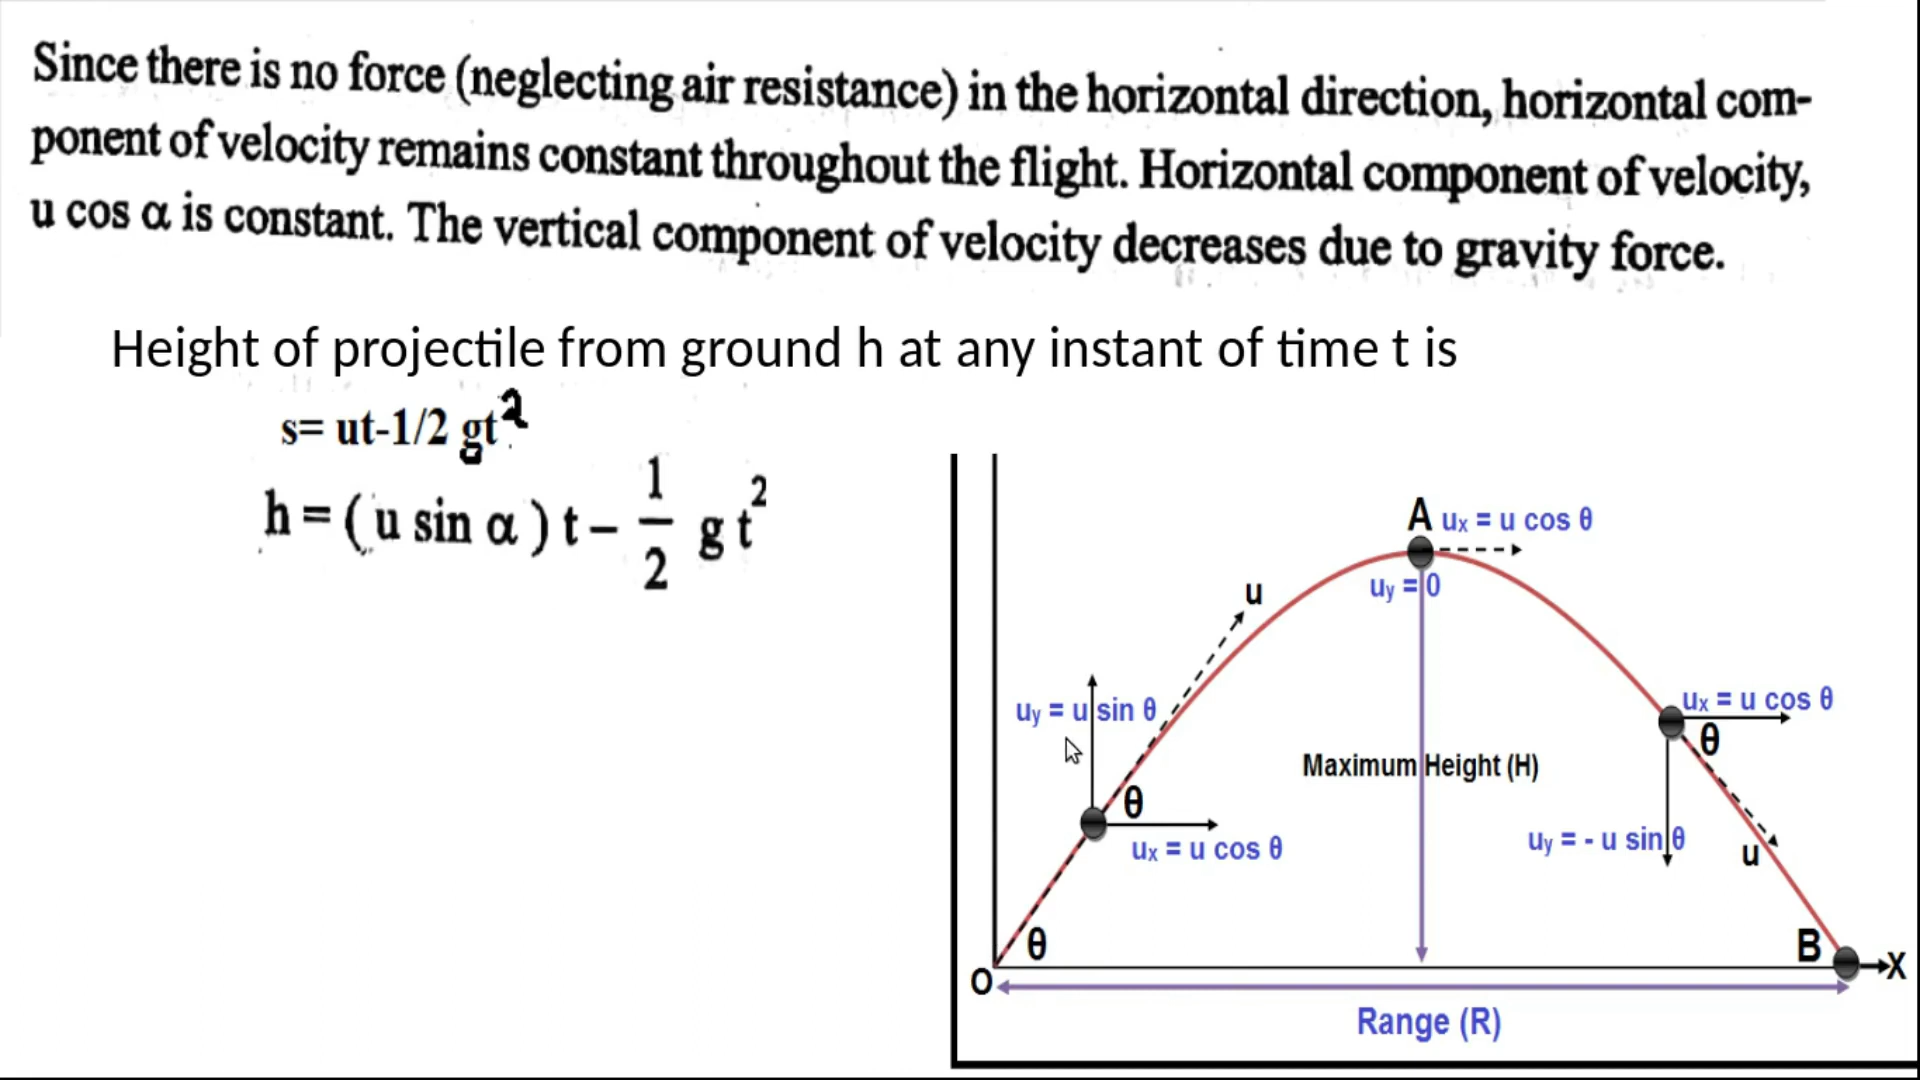 Since there is no force (neglecting air resistance) in the horizontal direction, horizontal com-
ponent of velocity remains constant throughout the flight. Horizontal component of velocity,
u cos α is constant. The vertical component of velocity decreases due to gravity force.
Height of projectile from ground h at any instant of time t is
s= ut-1/2 gt²
h = ( u sin α ) t – 1/2 g t²
A uₓ = u cos θ
uᵧ = 0
u
uᵧ = u sin θ
uₓ = u cos θ
θ
Maximum Height (H)
θ
uₓ = u cos θ
uᵧ = - u sin θ
u
θ
B
O
X
Range (R)